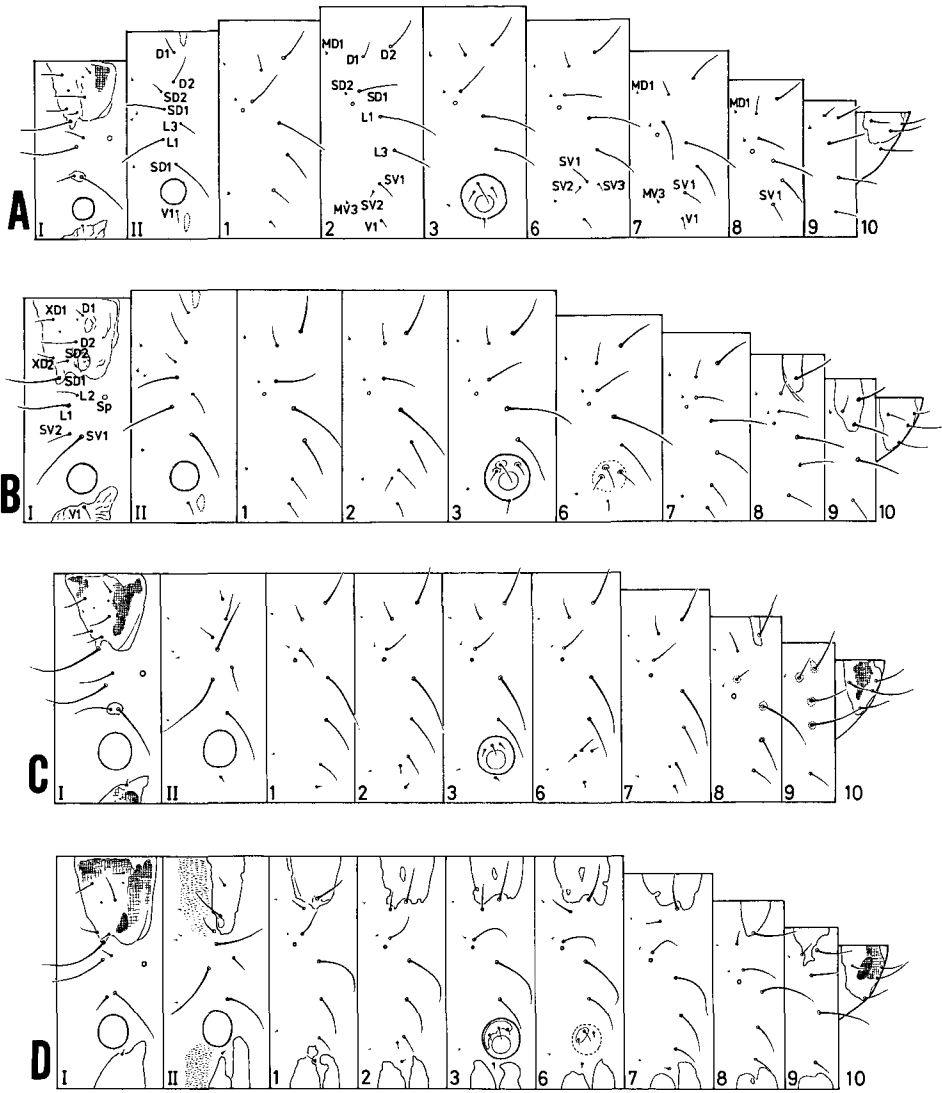 MD1 D1 D2 MD1 MD1
D1 D2 SD2 SD1 L3 L1 SD1 V1
SD2 SD1 L1 L3 SV1 SV2 MV3 V1
SV1 SV2 SV3
MV3 SV1 V1
SV1
A I II 1 2 3 6 7 8 9 10
XD1 D1
D2
SD2
XD2
SD1
L2
L1 Sp
SV2 SV1
V1
B I II 1 2 3 6 7 8 9 10
C I II 1 2 3 6 7 8 9 10
D I II 1 2 3 6 7 8 9 10